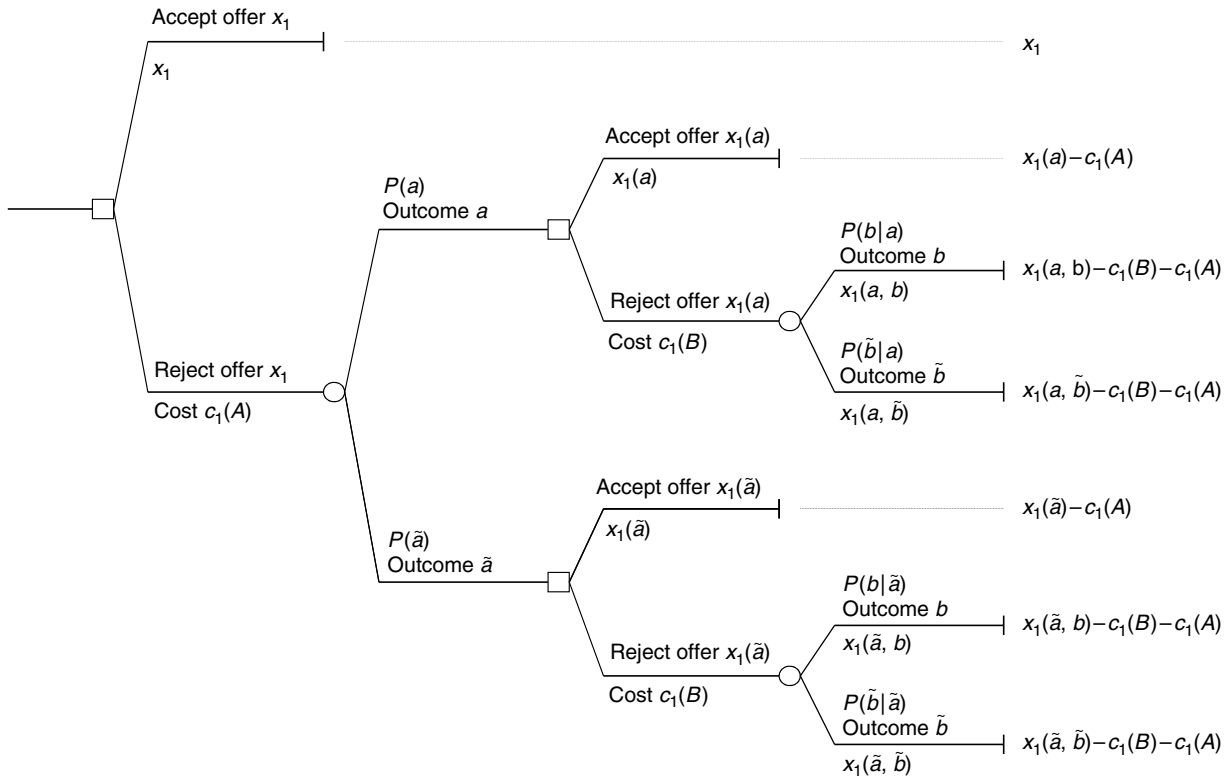 Accept offer x₁
x₁
x₁
Accept offer x₁(a)
x₁(a)
x₁(a)−c₁(A)
P(a)
Outcome a
P(b|a)
Outcome b
x₁(a, b)
x₁(a, b)−c₁(B)−c₁(A)
Reject offer x₁(a)
Cost c₁(B)
P(b̃|a)
Outcome b̃
x₁(a, b̃)
x₁(a, b̃)−c₁(B)−c₁(A)
Reject offer x₁
Cost c₁(A)
Accept offer x₁(ã)
x₁(ã)
x₁(ã)−c₁(A)
P(ã)
Outcome ã
P(b|ã)
Outcome b
x₁(ã, b)
x₁(ã, b)−c₁(B)−c₁(A)
Reject offer x₁(ã)
Cost c₁(B)
P(b̃|ã)
Outcome b̃
x₁(ã, b̃)
x₁(ã, b̃)−c₁(B)−c₁(A)